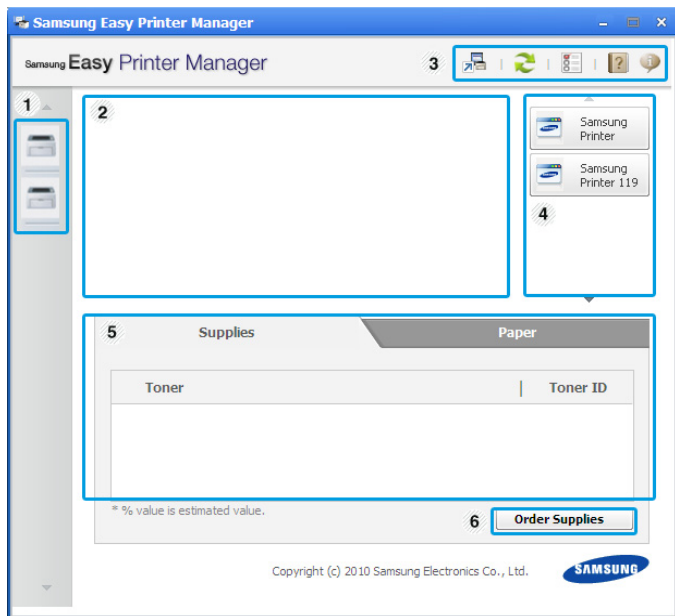 Samsung Easy Printer Manager
Samsung Easy Printer Manager
3
1
2
Samsung
Printer
Samsung
Printer 119
4
5 Supplies Paper
Toner Toner ID
* % value is estimated value.
6 Order Supplies
Copyright (c) 2010 Samsung Electronics Co., Ltd. SAMSUNG